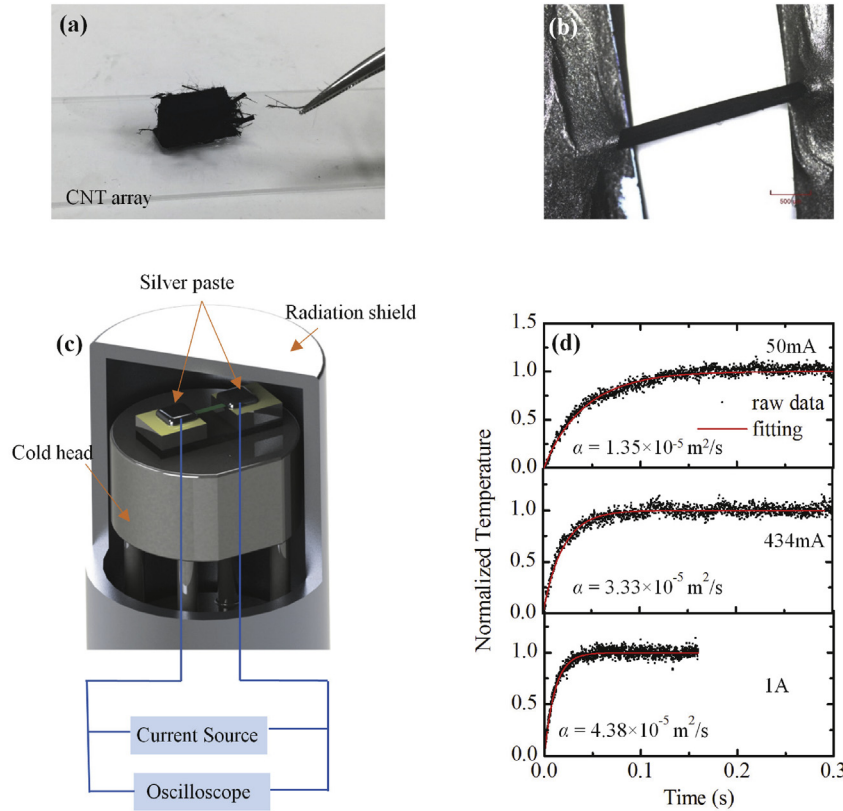 (a)
CNT array
(b)
500μm
(c)
Silver paste
Radiation shield
Cold head
Current Source
Oscilloscope
(d)
Normalized Temperature
1.5
1.0
0.5
0.0
50mA
raw data
fitting
α = 1.35×10⁻⁵ m²/s
1.0
0.5
0.0
434mA
α = 3.33×10⁻⁵ m²/s
1.0
0.5
0.0
1A
α = 4.38×10⁻⁵ m²/s
0.0 0.1 0.2 0.3
Time (s)